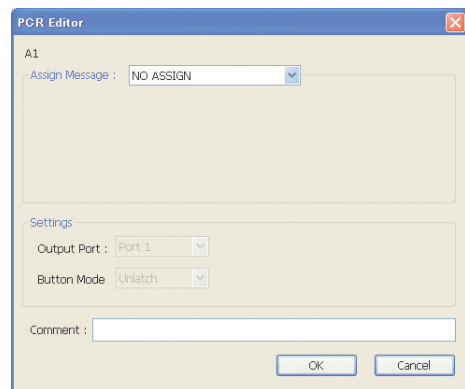 PCR Editor
A1
Assign Message : NO ASSIGN
Settings
Output Port : Port 1
Button Mode Unlatch
Comment :
OK Cancel